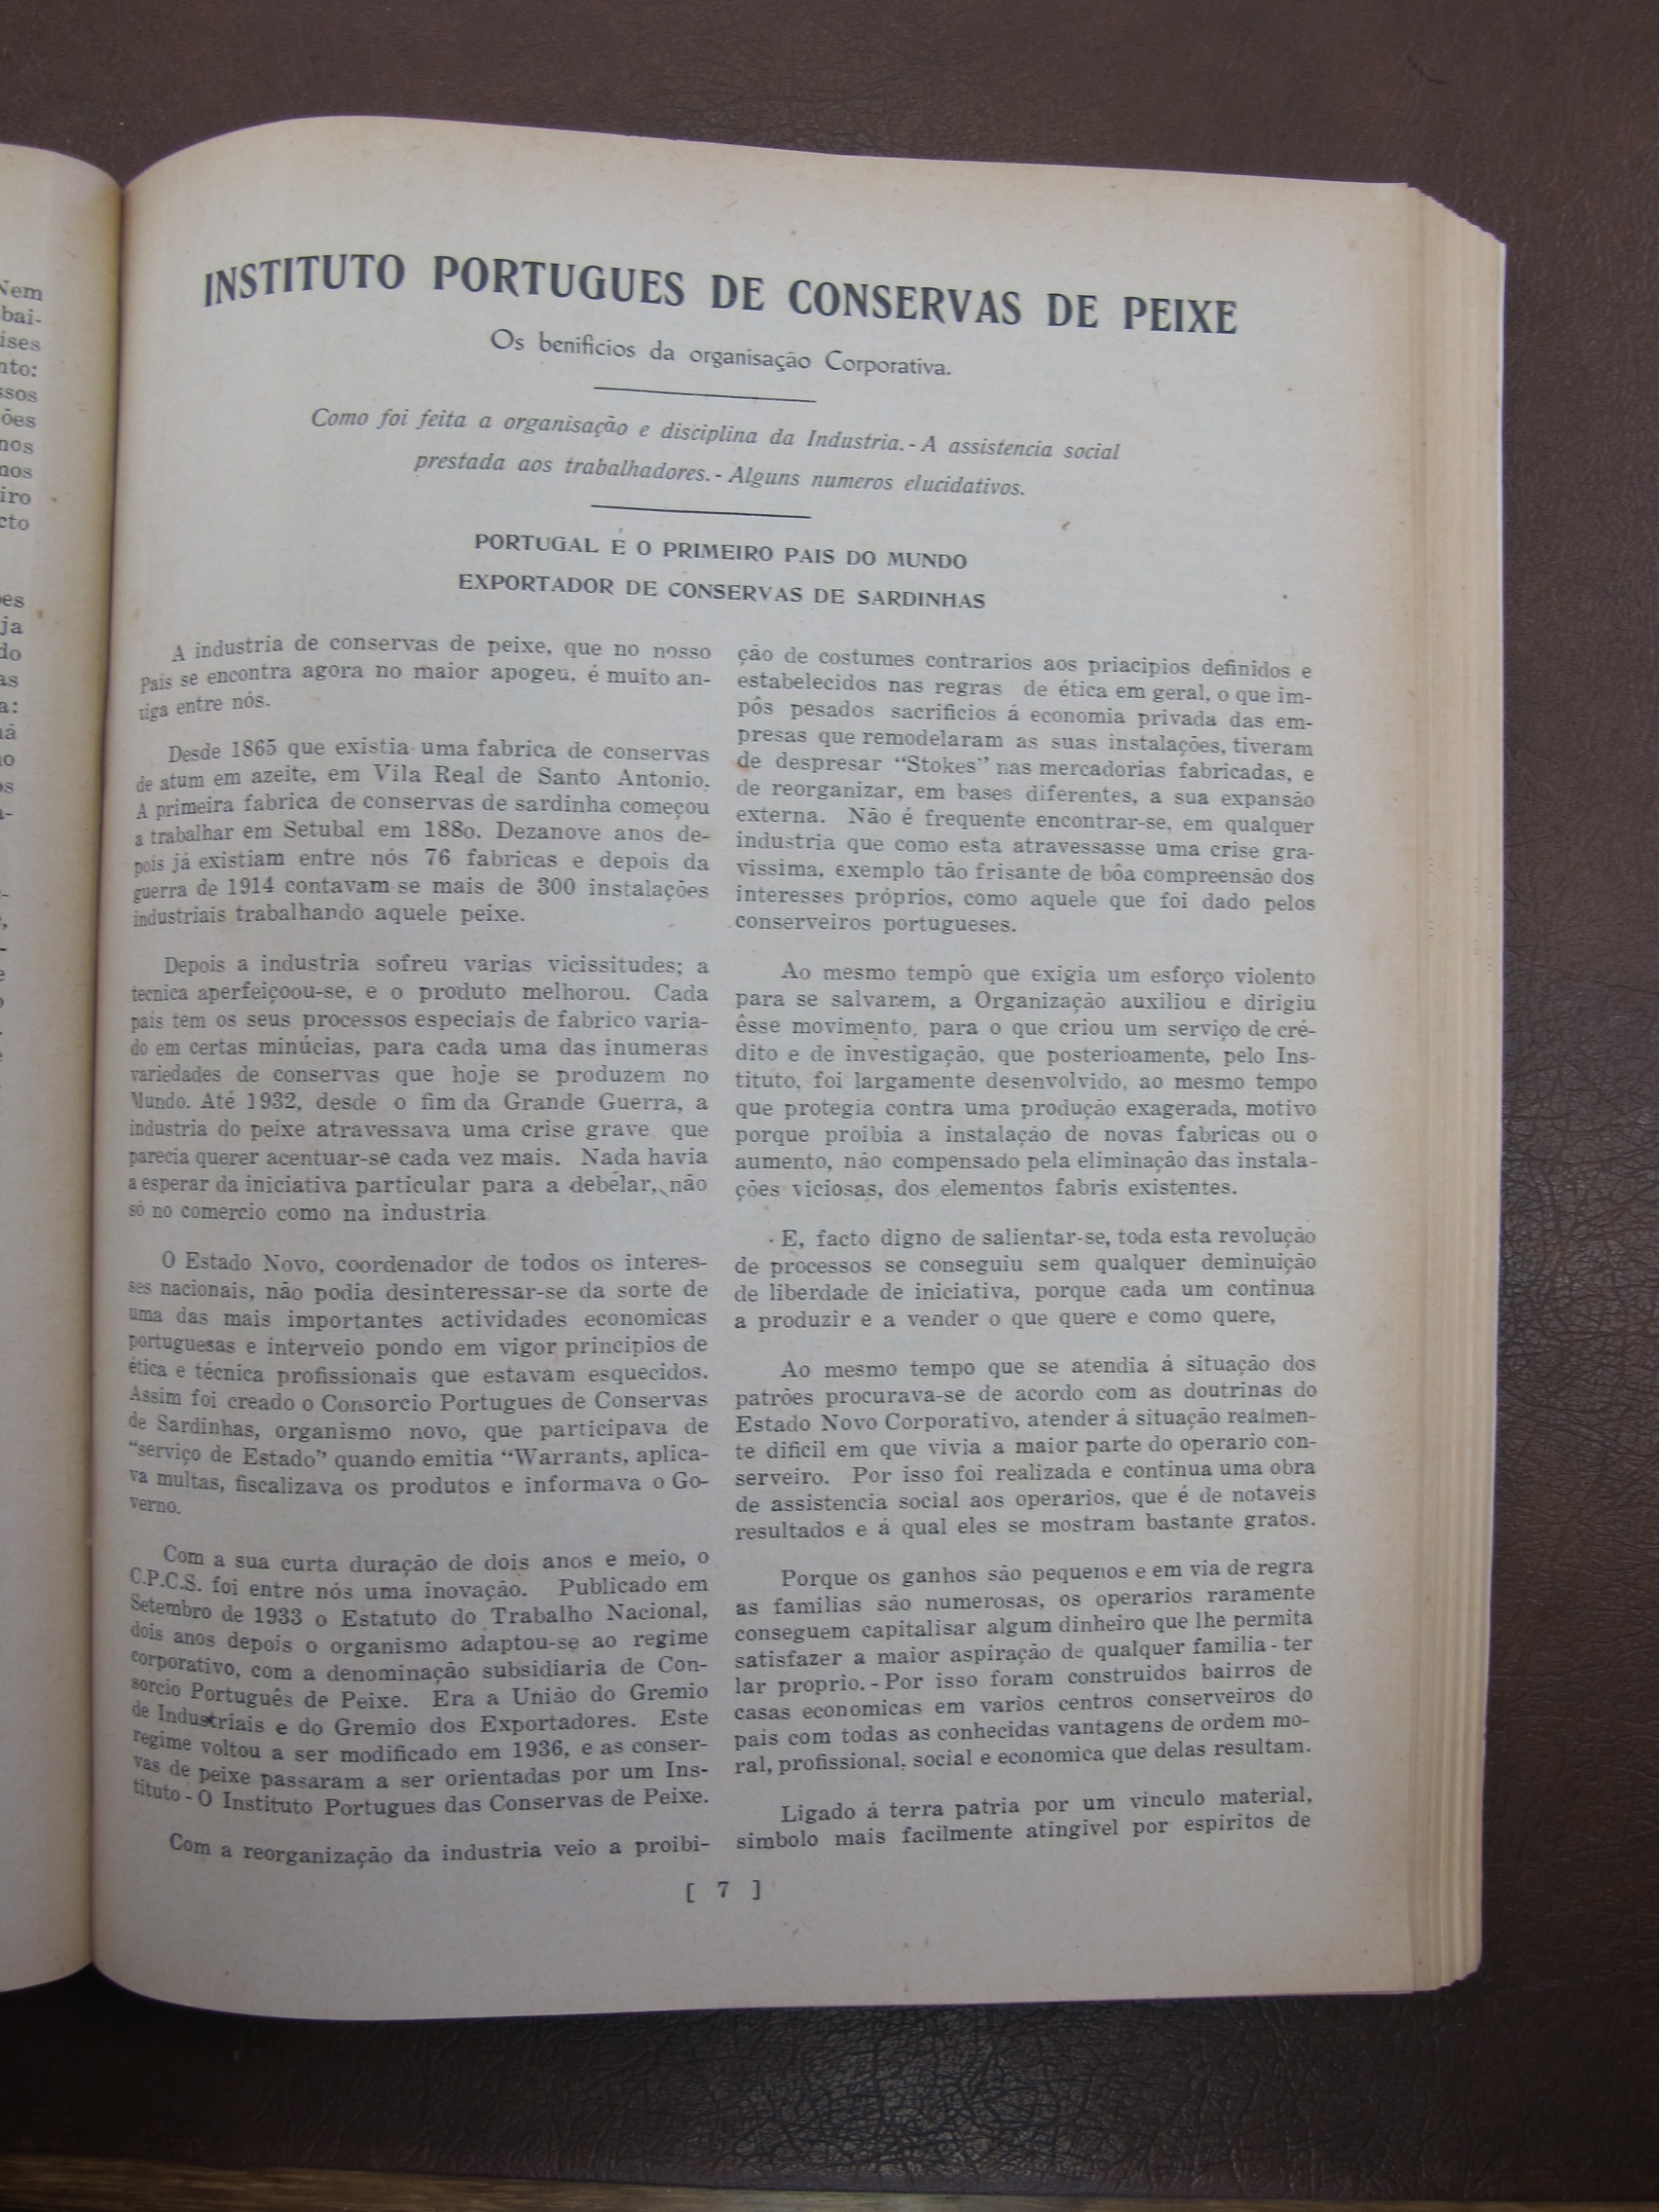 INSTITUTO PORTUGUES DE CONSERVAS DE PEIXE
Os benificios da organisação Corporativa.
Como foi feita a organisação e disciplina da Industria. - A assistencia social
prestada aos trabalhadores. - Alguns numeros elucidativos.
PORTUGAL É O PRIMEIRO PAIS DO MUNDO
EXPORTADOR DE CONSERVAS DE SARDINHAS
A industria de conservas de peixe, que no nosso
Pais se encontra agora no maior apogeu, é muito an-
tiga entre nós.
Desde 1865 que existia uma fabrica de conservas
de atum em azeite, em Vila Real de Santo Antonio.
A primeira fabrica de conservas de sardinha começou
a trabalhar em Setubal em 1880. Dezanove anos de-
pois já existiam entre nós 76 fabricas e depois da
guerra de 1914 contavam-se mais de 300 instalações
industriais trabalhando aquele peixe.
Depois a industria sofreu varias vicissitudes; a
tecnica aperfeiçoou-se, e o produto melhorou. Cada
pais tem os seus processos especiais de fabrico varia-
do em certas minúcias, para cada uma das inumeras
variedades de conservas que hoje se produzem no
Mundo. Até 1932, desde o fim da Grande Guerra, a
industria do peixe atravessava uma crise grave que
parecia querer acentuar-se cada vez mais. Nada havia
a esperar da iniciativa particular para a debelar, não
só no comercio como na industria
O Estado Novo, coordenador de todos os interes-
ses nacionais, não podia desinteressar-se da sorte de
uma das mais importantes actividades economicas
portuguesas e interveio pondo em vigor principios de
ética e técnica profissionais que estavam esquecidos.
Assim foi creado o Consorcio Portugues de Conservas
de Sardinhas, organismo novo, que participava de
"serviço de Estado" quando emitia "Warrants, aplica-
va multas, fiscalizava os produtos e informava o Go-
verno.
Com a sua curta duração de dois anos e meio, o
C.P.C.S. foi entre nós uma inovação. Publicado em
Setembro de 1933 o Estatuto do Trabalho Nacional,
dois anos depois o organismo adaptou-se ao regime
corporativo, com a denominação subsidiaria de Con-
sorcio Português de Peixe. Era a União do Gremio
de Industriais e do Gremio dos Exportadores. Este
regime voltou a ser modificado em 1936, e as conser-
vas de peixe passaram a ser orientadas por um Ins-
tituto - O Instituto Portugues das Conservas de Peixe.
Com a reorganização da industria veio a proibi-
ção de costumes contrarios aos priacipios definidos e
estabelecidos nas regras de ética em geral, o que im-
pôs pesados sacrificios á economia privada das em-
presas que remodelaram as suas instalações, tiveram
de despresar "Stokes" nas mercadorias fabricadas, e
de reorganizar, em bases diferentes, a sua expansão
externa. Não é frequente encontrar-se, em qualquer
industria que como esta atravessasse uma crise gra-
vissima, exemplo tão frisante de bôa compreensão dos
interesses próprios, como aquele que foi dado pelos
conserveiros portugueses.
Ao mesmo tempo que exigia um esforço violento
para se salvarem, a Organização auxiliou e dirigiu
êsse movimento, para o que criou um serviço de cré-
dito e de investigação, que posterioamente, pelo Ins-
tituto, foi largamente desenvolvido, ao mesmo tempo
que protegia contra uma produção exagerada, motivo
porque proibia a instalação de novas fabricas ou o
aumento, não compensado pela eliminação das instala-
ções viciosas, dos elementos fabris existentes.
E, facto digno de salientar-se, toda esta revolução
de processos se conseguiu sem qualquer deminuição
de liberdade de iniciativa, porque cada um continua
a produzir e a vender o que quere e como quere,
Ao mesmo tempo que se atendia á situação dos
patrões procurava-se de acordo com as doutrinas do
Estado Novo Corporativo, atender á situação realmen-
te dificil em que vivia a maior parte do operario con-
serveiro. Por isso foi realizada e continua uma obra
de assistencia social aos operarios, que é de notaveis
resultados e á qual eles se mostram bastante gratos.
Porque os ganhos são pequenos e em via de regra
as familias são numerosas, os operarios raramente
conseguem capitalisar algum dinheiro que lhe permita
satisfazer a maior aspiração de qualquer familia - ter
lar proprio. - Por isso foram construidos bairros de
casas economicas em varios centros conserveiros do
pais com todas as conhecidas vantagens de ordem mo-
ral, profissional, social e economica que delas resultam.
Ligado á terra patria por um vinculo material,
simbolo mais facilmente atingivel por espiritos de
[ 7 ]